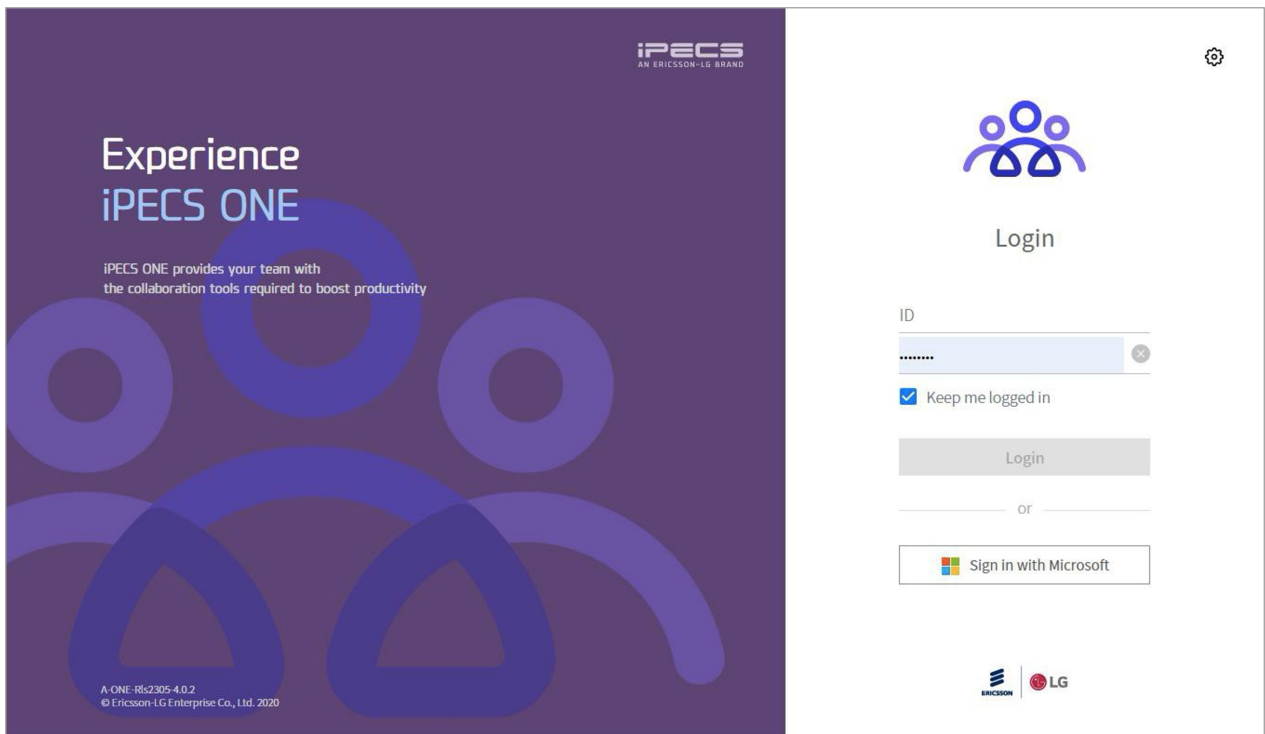 iPECS
AN ERICSSON-LG BRAND
Experience
iPECS ONE
iPECS ONE provides your team with
the collaboration tools required to boost productivity
A-ONE-Rls2305-4.0.2
© Ericsson-LG Enterprise Co., Ltd. 2020
Login
ID
••••••••
Keep me logged in
Login
or
Sign in with Microsoft
ERICSSON
LG